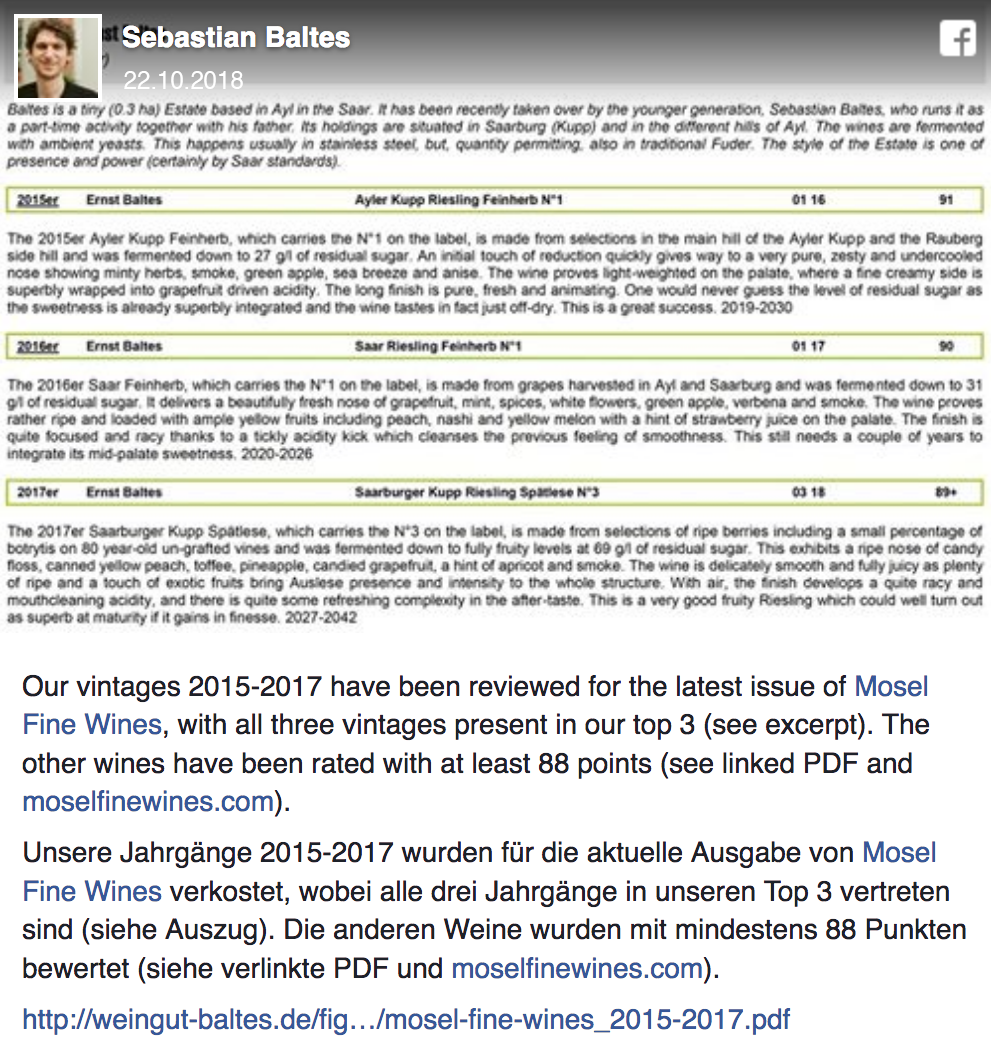 Sebastian Baltes
22.10.2018
Baltes is a tiny (0.3 ha) Estate based in Ayl in the Saar. It has been recently taken over by the younger generation, Sebastian Baltes, who runs it as
a part-time activity together with his father. Its holdings are situated in Saarburg (Kupp) and in the different hills of Ayl. The wines are fermented
with ambient yeasts. This happens usually in stainless steel, but, quantity permitting, also in traditional Fuder. The style of the Estate is one of
presence and power (certainly by Saar standards).
2015er Ernst Baltes Ayler Kupp Riesling Feinherb N°1 01 16 91
The 2015er Ayler Kupp Feinherb, which carries the N°1 on the label, is made from selections in the main hill of the Ayler Kupp and the Rauberg
side hill and was fermented down to 27 g/l of residual sugar. An initial touch of reduction quickly gives way to a very pure, zesty and undercooled
nose showing minty herbs, smoke, green apple, sea breeze and anise. The wine proves light-weighted on the palate, where a fine creamy side is
superbly wrapped into grapefruit driven acidity. The long finish is pure, fresh and animating. One would never guess the level of residual sugar as
the sweetness is already superbly integrated and the wine tastes in fact just off-dry. This is a great success. 2019-2030
2016er Ernst Baltes Saar Riesling Feinherb N°1 01 17 90
The 2016er Saar Feinherb, which carries the N°1 on the label, is made from grapes harvested in Ayl and Saarburg and was fermented down to 31
g/l of residual sugar. It delivers a beautifully fresh nose of grapefruit, mint, spices, white flowers, green apple, verbena and smoke. The wine proves
rather ripe and loaded with ample yellow fruits including peach, nashi and yellow melon with a hint of strawberry juice on the palate. The finish is
quite focused and racy thanks to a tickly acidity kick which cleanses the previous feeling of smoothness. This still needs a couple of years to
integrate its mid-palate sweetness. 2020-2026
2017er Ernst Baltes Saarburger Kupp Riesling Spätlese N°3 03 18 89+
The 2017er Saarburger Kupp Spätlese, which carries the N°3 on the label, is made from selections of ripe berries including a small percentage of
botrytis on 80 year-old un-grafted vines and was fermented down to fully fruity levels at 69 g/l of residual sugar. This exhibits a ripe nose of candy
floss, canned yellow peach, toffee, pineapple, candied grapefruit, a hint of apricot and smoke. The wine is delicately smooth and fully juicy as plenty
of ripe and a touch of exotic fruits bring Auslese presence and intensity to the whole structure. With air, the finish develops a quite racy and
mouthcleaning acidity, and there is quite some refreshing complexity in the after-taste. This is a very good fruity Riesling which could well turn out
as superb at maturity if it gains in finesse. 2027-2042
Our vintages 2015-2017 have been reviewed for the latest issue of Mosel
Fine Wines, with all three vintages present in our top 3 (see excerpt). The
other wines have been rated with at least 88 points (see linked PDF and
moselfinewines.com).
Unsere Jahrgänge 2015-2017 wurden für die aktuelle Ausgabe von Mosel
Fine Wines verkostet, wobei alle drei Jahrgänge in unseren Top 3 vertreten
sind (siehe Auszug). Die anderen Weine wurden mit mindestens 88 Punkten
bewertet (siehe verlinkte PDF und moselfinewines.com).
http://weingut-baltes.de/fig…/mosel-fine-wines_2015-2017.pdf